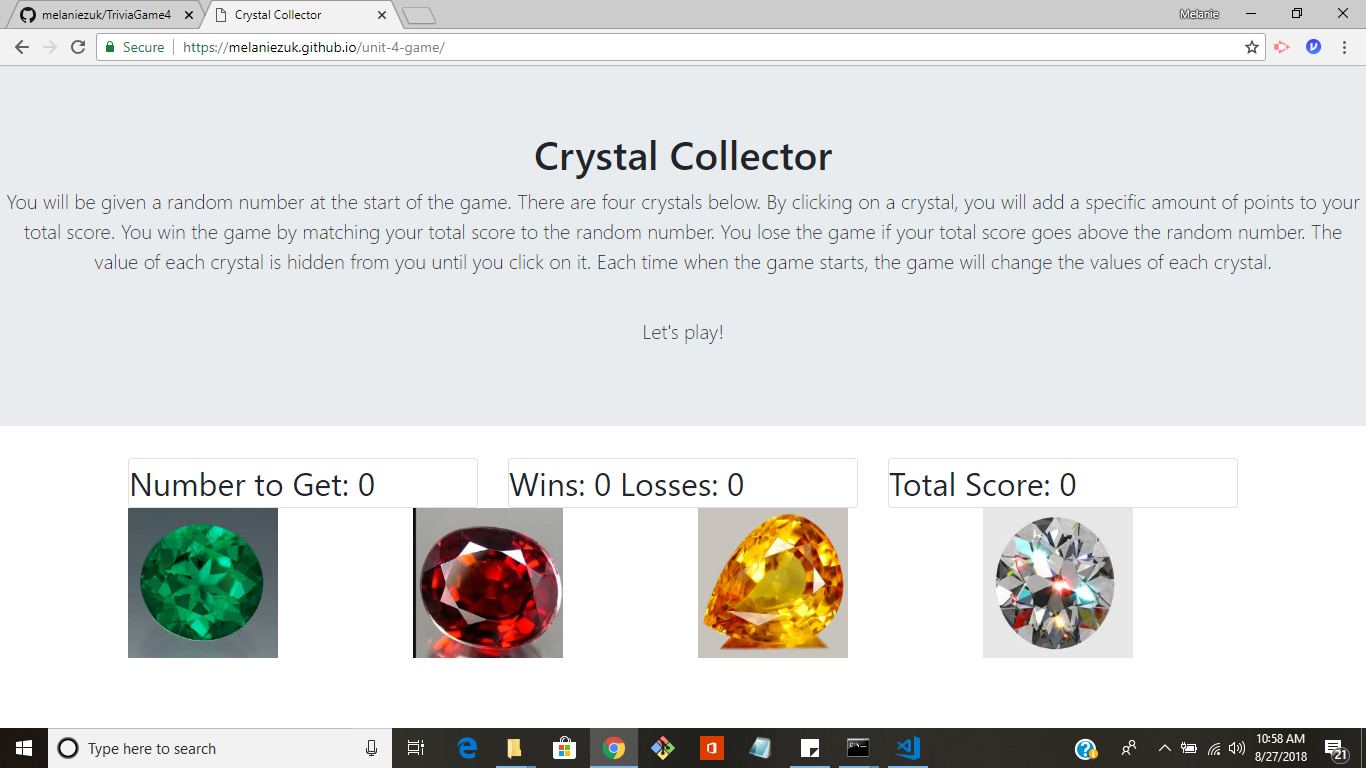 melaniezuk/TriviaGame4
Crystal Collector
Melanie
Secure
https://melaniezuk.github.io/unit-4-game/
Crystal Collector
You will be given a random number at the start of the game. There are four crystals below. By clicking on a crystal, you will add a specific amount of points to your
total score. You win the game by matching your total score to the random number. You lose the game if your total score goes above the random number. The
value of each crystal is hidden from you until you click on it. Each time when the game starts, the game will change the values of each crystal.
Let's play!
Number to Get: 0
Wins: 0 Losses: 0
Total Score: 0
Type here to search
10:58 AM
8/27/2018
21